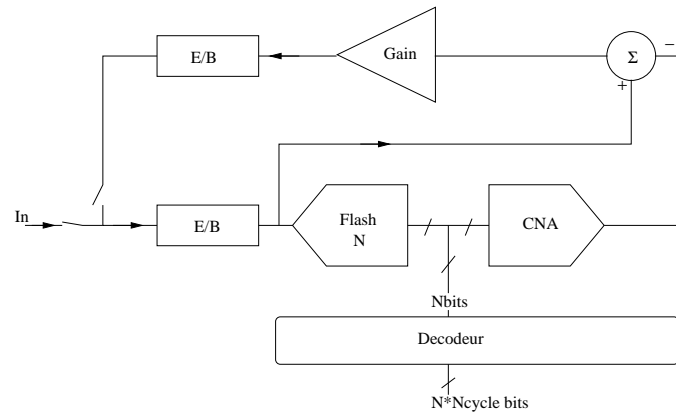 E/B
Gain
Σ
−
+
In
E/B
Flash
N
CNA
Nbits
Decodeur
N*Ncycle bits